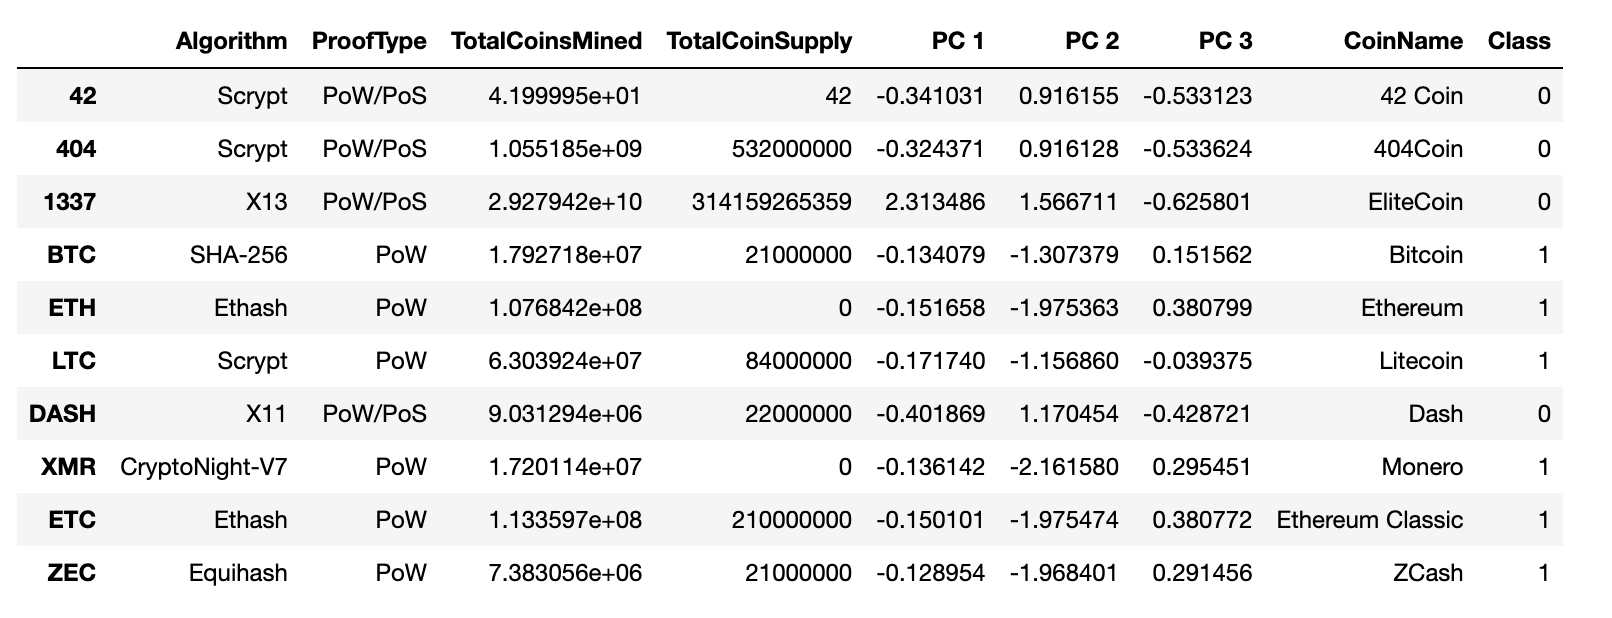 Algorithm ProofType TotalCoinsMined TotalCoinSupply PC 1 PC 2 PC 3 CoinName Class
42 Scrypt PoW/PoS 4.199995e+01 42 -0.341031 0.916155 -0.533123 42 Coin 0
404 Scrypt PoW/PoS 1.055185e+09 532000000 -0.324371 0.916128 -0.533624 404Coin 0
1337 X13 PoW/PoS 2.927942e+10 314159265359 2.313486 1.566711 -0.625801 EliteCoin 0
BTC SHA-256 PoW 1.792718e+07 21000000 -0.134079 -1.307379 0.151562 Bitcoin 1
ETH Ethash PoW 1.076842e+08 0 -0.151658 -1.975363 0.380799 Ethereum 1
LTC Scrypt PoW 6.303924e+07 84000000 -0.171740 -1.156860 -0.039375 Litecoin 1
DASH X11 PoW/PoS 9.031294e+06 22000000 -0.401869 1.170454 -0.428721 Dash 0
XMR CryptoNight-V7 PoW 1.720114e+07 0 -0.136142 -2.161580 0.295451 Monero 1
ETC Ethash PoW 1.133597e+08 210000000 -0.150101 -1.975474 0.380772 Ethereum Classic 1
ZEC Equihash PoW 7.383056e+06 21000000 -0.128954 -1.968401 0.291456 ZCash 1